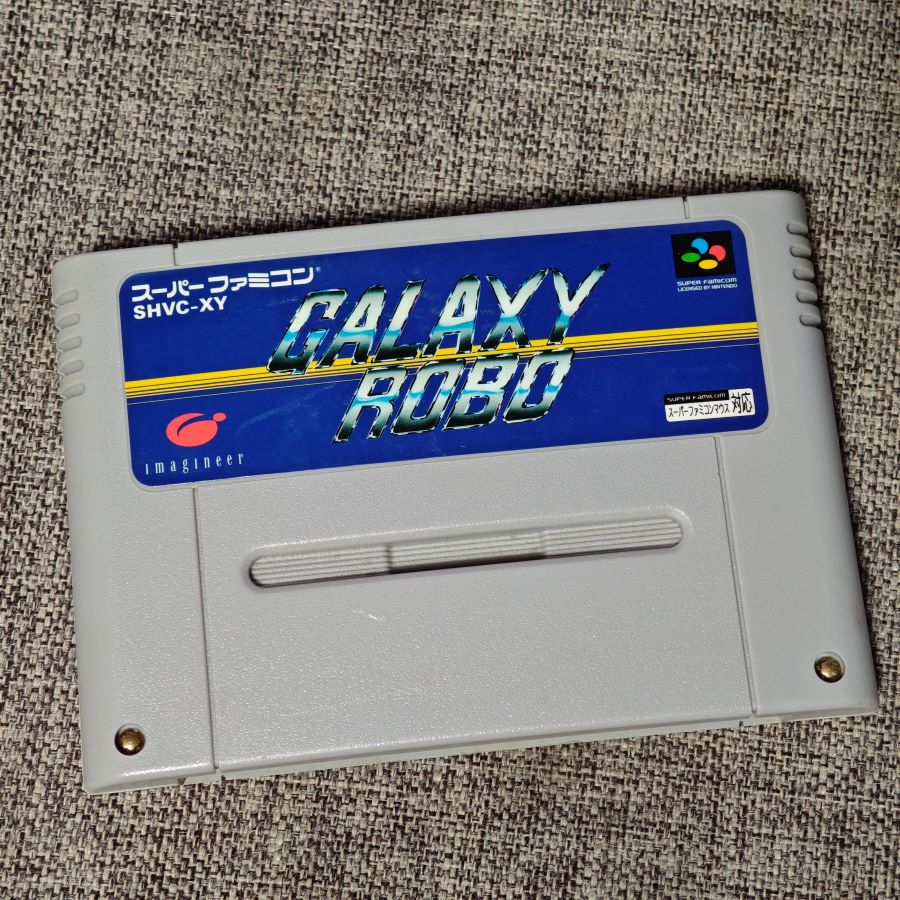 スーパーファミコン®
SHVC-XY
GALAXY
ROBO
SUPER FAMICOM
LICENSED BY NINTENDO
imagineer
SUPER FAMICOM
スーパーファミコンマウス
対応